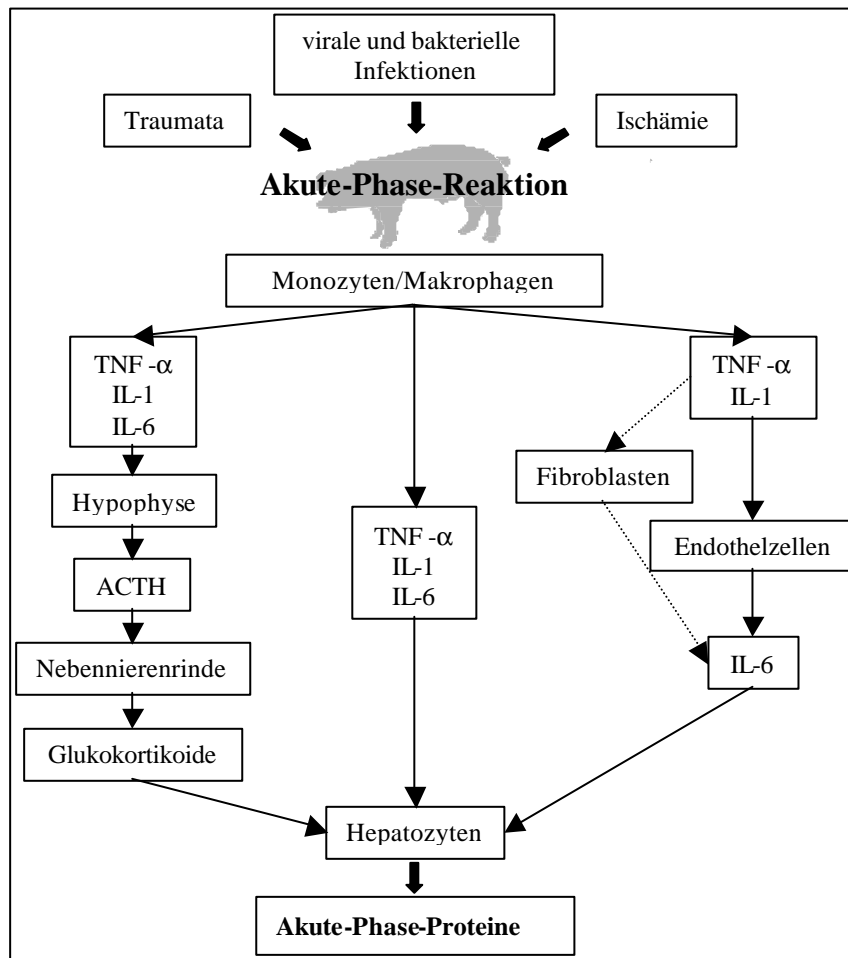 virale und bakterielle
Infektionen
Traumata
Ischämie
Akute-Phase-Reaktion
Monozyten/Makrophagen
TNF -α
IL-1
IL-6
Hypophyse
ACTH
Nebennierenrinde
Glukokortikoide
TNF -α
IL-1
IL-6
TNF -α
IL-1
Fibroblasten
Endothelzellen
IL-6
Hepatozyten
Akute-Phase-Proteine